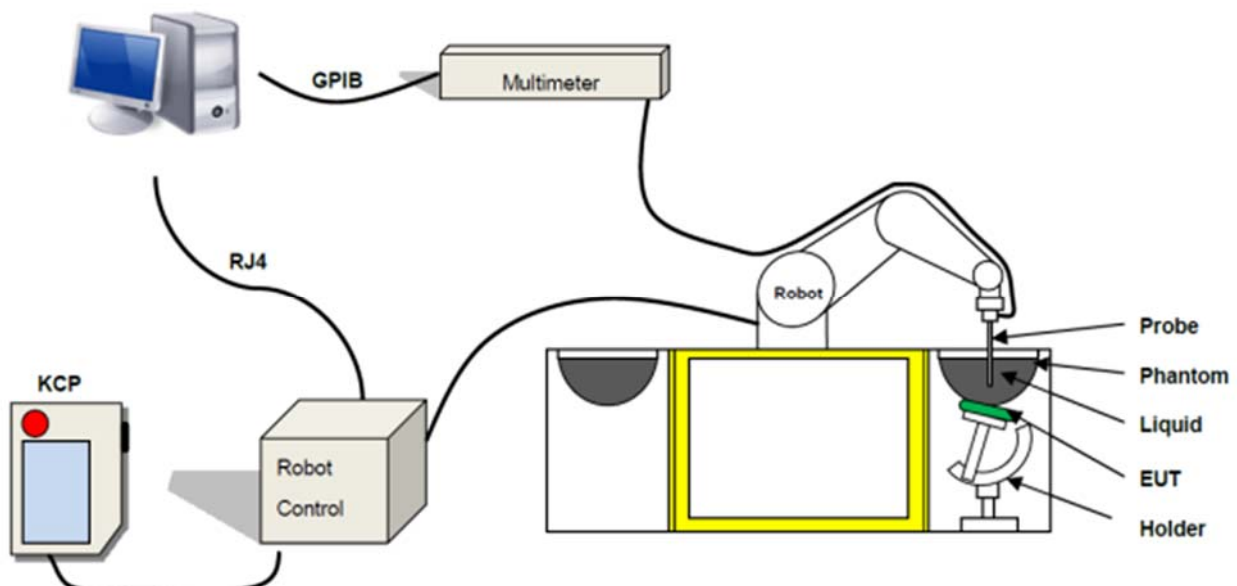 GPIB
Multimeter
RJ4
Robot
Probe
Phantom
Liquid
EUT
Holder
KCP
Robot
Control